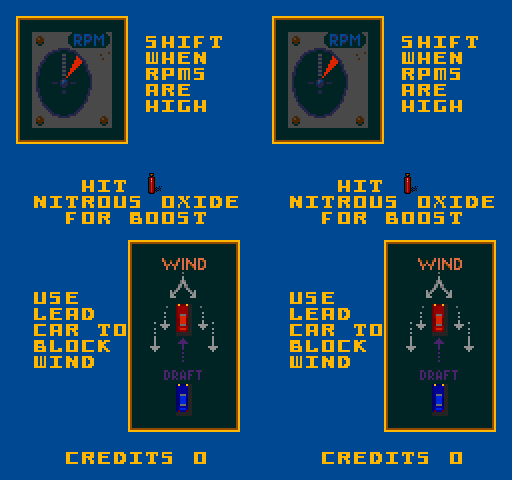 RPM
SHIFT
WHEN
RPMS
ARE
HIGH
RPM
SHIFT
WHEN
RPMS
ARE
HIGH
HIT
NITROUS OXIDE
FOR BOOST
HIT
NITROUS OXIDE
FOR BOOST
USE
LEAD
CAR TO
BLOCK
WIND
WIND
DRAFT
USE
LEAD
CAR TO
BLOCK
WIND
WIND
DRAFT
CREDITS 0
CREDITS 0